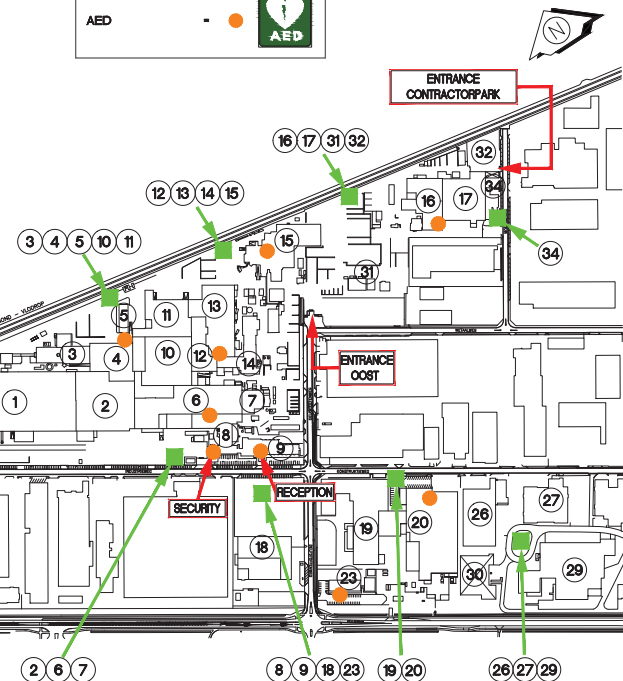 AED -
AED
N
ENTRANCE
CONTRACTORPARK
16 17 31 32
32
34
12 13 14 15
16
17
3 4 5 10 11
15
34
31
5
11
13
3
4
10
12
14
ENTRANCE
OOST
1
2
6
7
8
9
SECURITY
RECEPTION
18
19
20
26
27
23
30
29
2 6 7
8 9 18 23
19 20
26 27 29